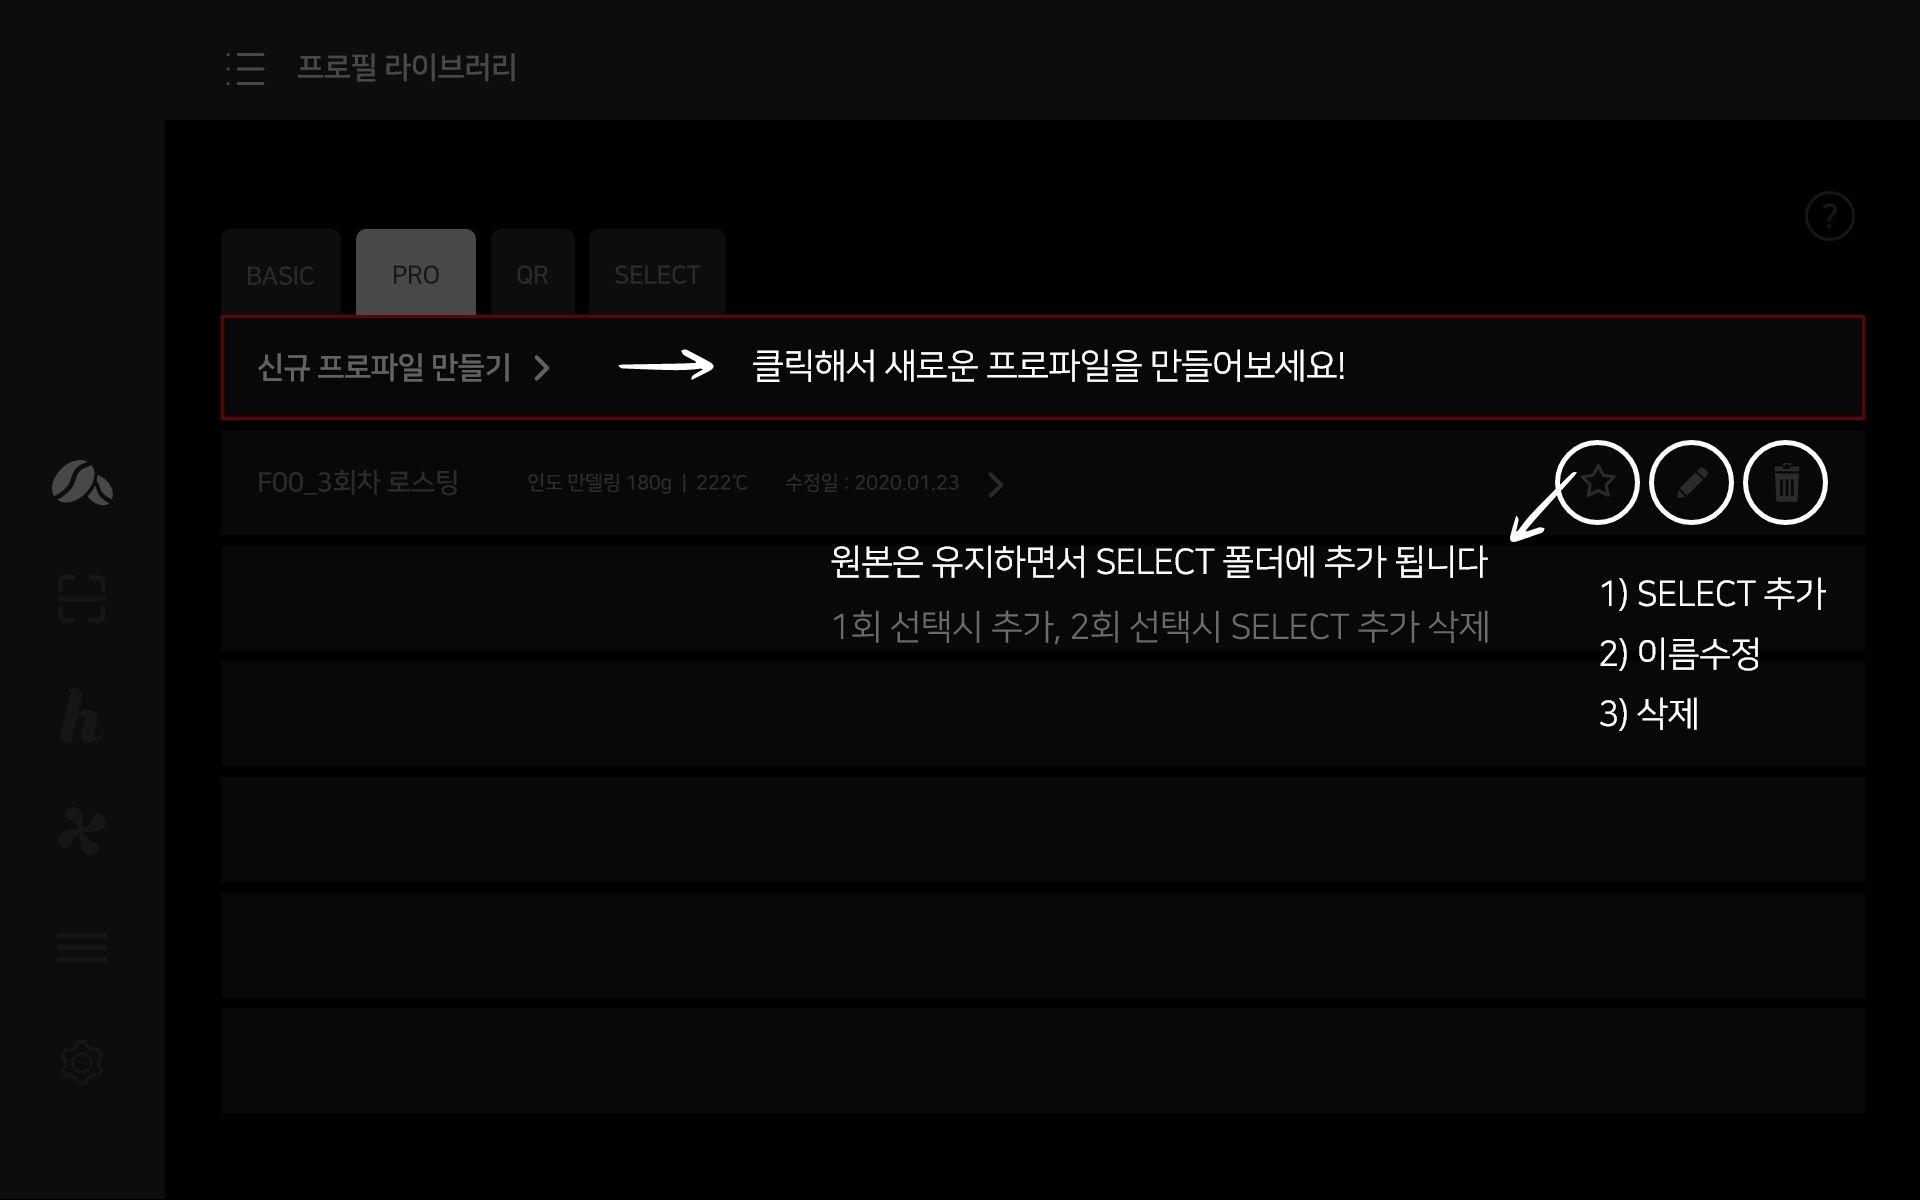 프로필 라이브러리
?
BASIC
PRO
QR
SELECT
신규 프로파일 만들기
클릭해서 새로운 프로파일을 만들어보세요!
F00_3회차 로스팅
인도 만델링 180g | 222℃
수정일 : 2020.01.23
원본은 유지하면서 SELECT 폴더에 추가 됩니다
1회 선택시 추가, 2회 선택시 SELECT 추가 삭제
1) SELECT 추가
2) 이름수정
3) 삭제
h